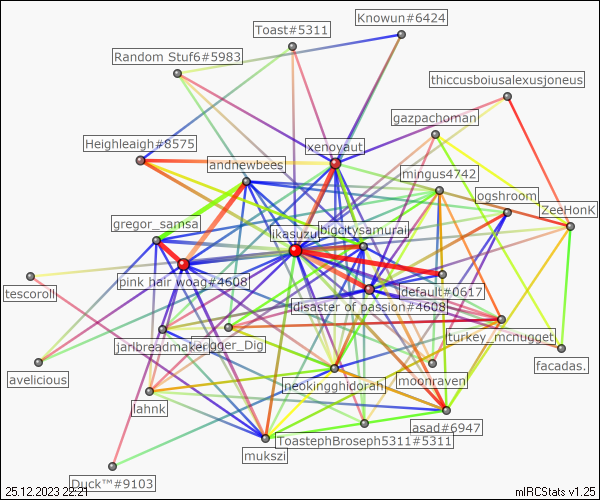 Knowun#6424
Toast#5311
Random Stuf6#5983
thiccusboiusalexusjoneus
gazpachoman
Heighleaigh#8575
xenoyaut
andnewbees
mingus4742
ogshroom
ZeeHonK
gregor_samsa
ikasuzu
bigcitysamurai
pink hair woag#4608
tescoroll
default#0617
disaster of passion#4608
turkey_mcnugget
jarlbreadmaker
gger_Dig
facadas.
avelicious
moonraven
neokingghidorah
lahnk
asad#6947
ToastephBroseph5311#5311
mukszi
Duck™#9103
25.12.2023 22:21
mIRCStats v1.25